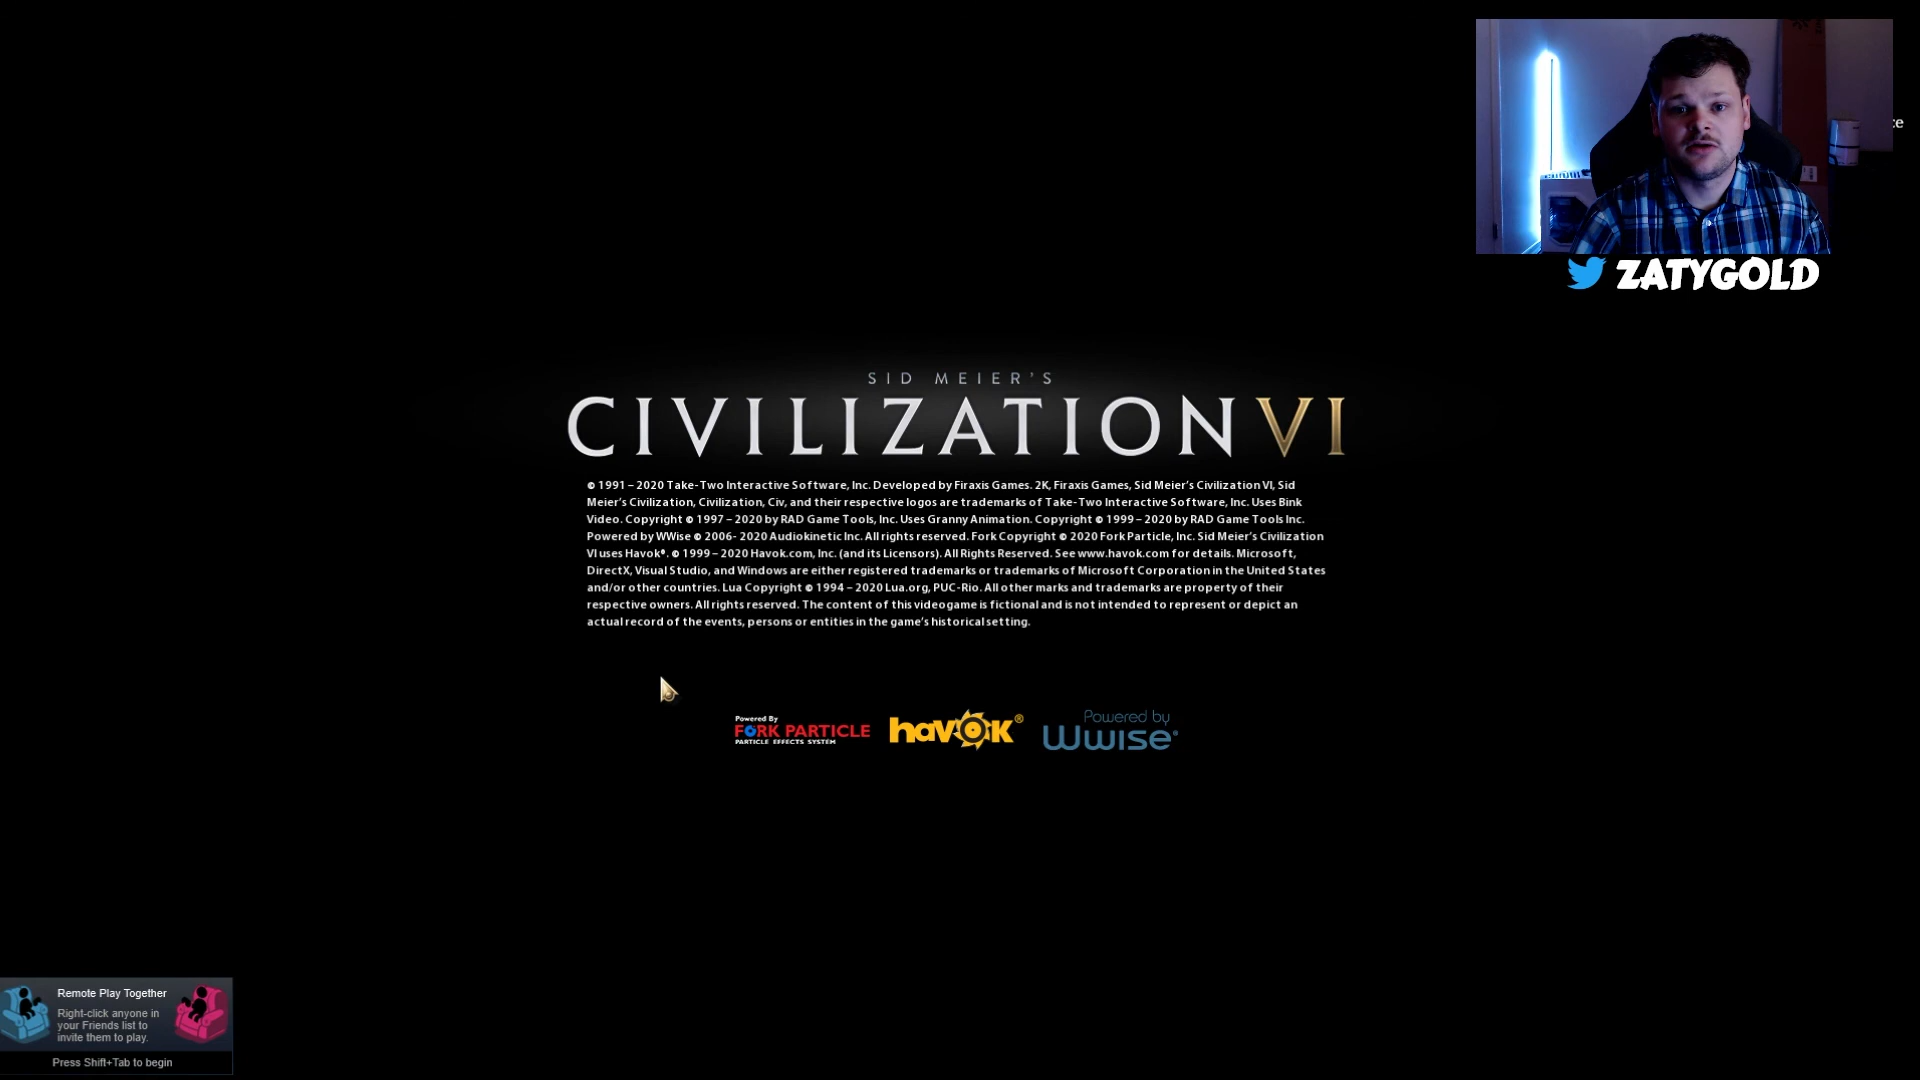 ZATYGOLD
SID MEIER'S
CIVILIZATION VI
© 1991 – 2020 Take-Two Interactive Software, Inc. Developed by Firaxis Games. 2K, Firaxis Games, Sid Meier's Civilization VI, Sid
Meier's Civilization, Civilization, Civ, and their respective logos are trademarks of Take-Two Interactive Software, Inc. Uses Bink
Video. Copyright © 1997 – 2020 by RAD Game Tools, Inc. Uses Granny Animation. Copyright © 1999 – 2020 by RAD Game Tools Inc.
Powered by WWise © 2006- 2020 Audiokinetic Inc. All rights reserved. Fork Copyright © 2020 Fork Particle, Inc. Sid Meier's Civilization
VI uses Havok®. © 1999 – 2020 Havok.com, Inc. (and its Licensors). All Rights Reserved. See www.havok.com for details. Microsoft,
DirectX, Visual Studio, and Windows are either registered trademarks or trademarks of Microsoft Corporation in the United States
and/or other countries. Lua Copyright © 1994 – 2020 Lua.org, PUC-Rio. All other marks and trademarks are property of their
respective owners. All rights reserved. The content of this videogame is fictional and is not intended to represent or depict an
actual record of the events, persons or entities in the game's historical setting.
Powered By
FORK PARTICLE
PARTICLE EFFECTS SYSTEM
havok®
Powered by
Wwise®
Remote Play Together
Right-click anyone in
your Friends list to
invite them to play.
Press Shift+Tab to begin